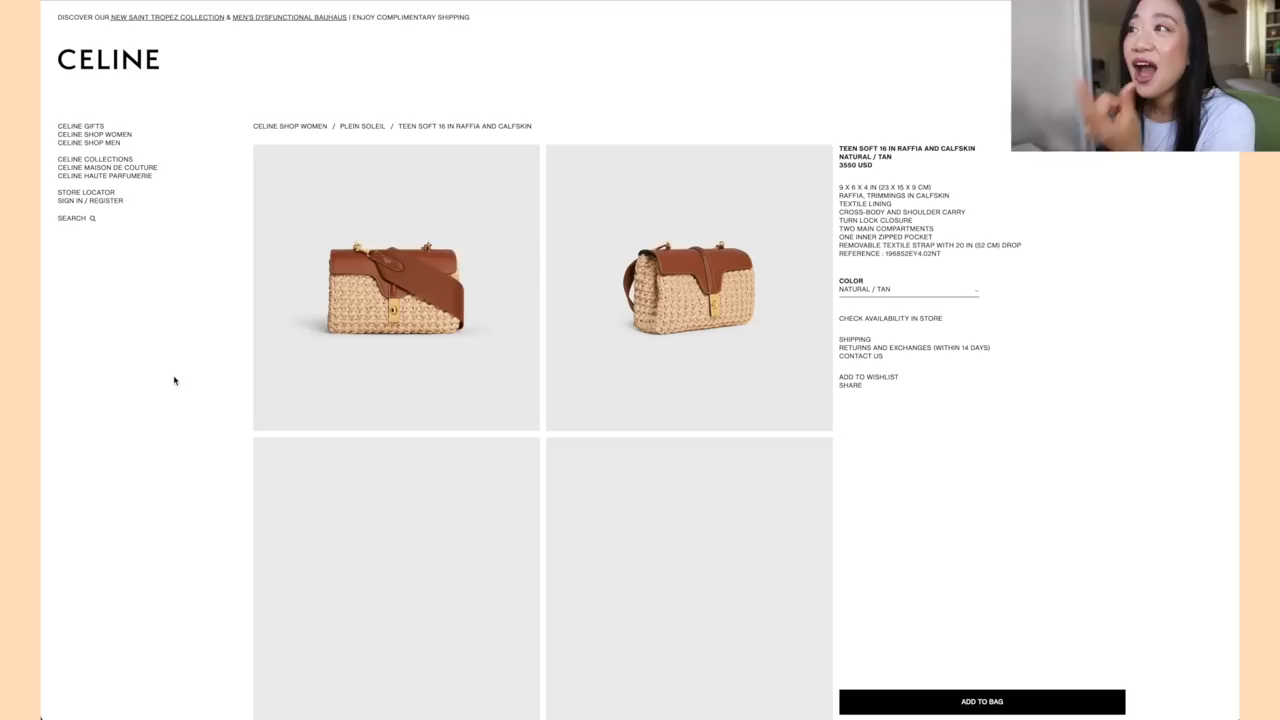 DISCOVER OUR NEW SAINT TROPEZ COLLECTION & MEN'S DYSFUNCTIONAL BAUHAUS | ENJOY COMPLIMENTARY SHIPPING
CELINE
CELINE GIFTS
CELINE SHOP WOMEN
CELINE SHOP MEN
CELINE COLLECTIONS
CELINE MAISON DE COUTURE
CELINE HAUTE PARFUMERIE
STORE LOCATOR
SIGN IN / REGISTER
SEARCH
CELINE SHOP WOMEN / PLEIN SOLEIL / TEEN SOFT 16 IN RAFFIA AND CALFSKIN
TEEN SOFT 16 IN RAFFIA AND CALFSKIN
NATURAL / TAN
3550 USD
9 X 6 X 4 IN (23 X 15 X 9 CM)
RAFFIA, TRIMMINGS IN CALFSKIN
TEXTILE LINING
CROSS-BODY AND SHOULDER CARRY
TURN LOCK CLOSURE
TWO MAIN COMPARTMENTS
ONE INNER ZIPPED POCKET
REMOVABLE TEXTILE STRAP WITH 20 IN (52 CM) DROP
REFERENCE : 196852EY4.02NT
COLOR
NATURAL / TAN
CHECK AVAILABILITY IN STORE
SHIPPING
RETURNS AND EXCHANGES (WITHIN 14 DAYS)
CONTACT US
ADD TO WISHLIST
SHARE
ADD TO BAG